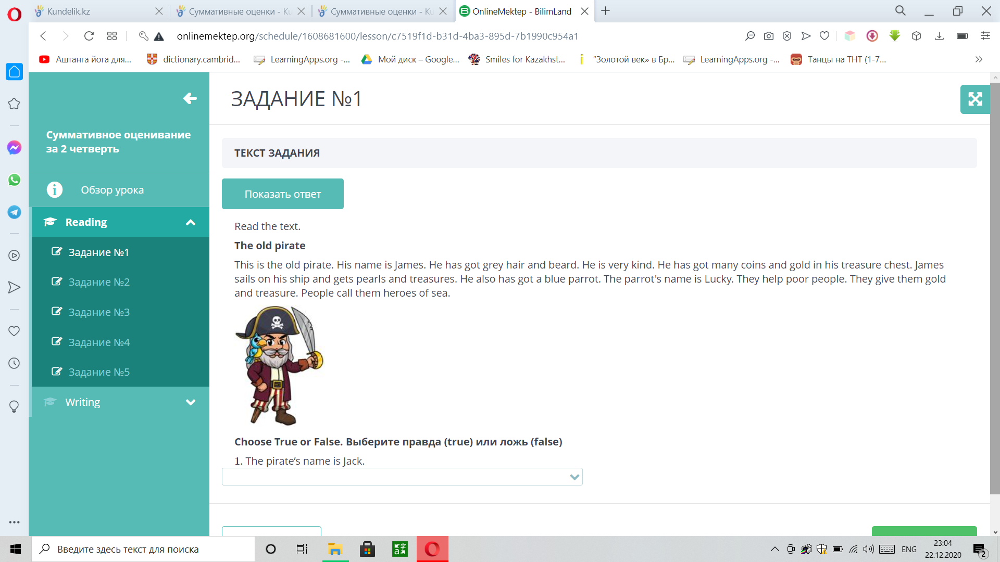 Kundelik.kz
Суммативные оценки - Ku
Суммативные оценки - Ku
OnlineMektep - BilimLand
onlinemektep.org/schedule/1608681600/lesson/c7519f1d-b31d-4ba3-895d-7b1990c954a1
Аштанга йога для...
dictionary.cambrid...
LearningApps.org -...
Мой диск – Google...
Smiles for Kazakhst...
“Золотой век» в Бр...
LearningApps.org -...
Танцы на ТНТ (1-7...
Суммативное оценивание
за 2 четверть
Обзор урока
Reading
Задание №1
Задание №2
Задание №3
Задание №4
Задание №5
Writing
ЗАДАНИЕ №1
ТЕКСТ ЗАДАНИЯ
Показать ответ
Read the text.
The old pirate
This is the old pirate. His name is James. He has got grey hair and beard. He is very kind. He has got many coins and gold in his treasure chest. James
sails on his ship and gets pearls and treasures. He also has got a blue parrot. The parrot's name is Lucky. They help poor people. They give them gold
and treasure. People call them heroes of sea.
Choose True or False. Выберите правда (true) или ложь (false)
1. The pirate’s name is Jack.
Введите здесь текст для поиска
ENG
23:04
22.12.2020
2